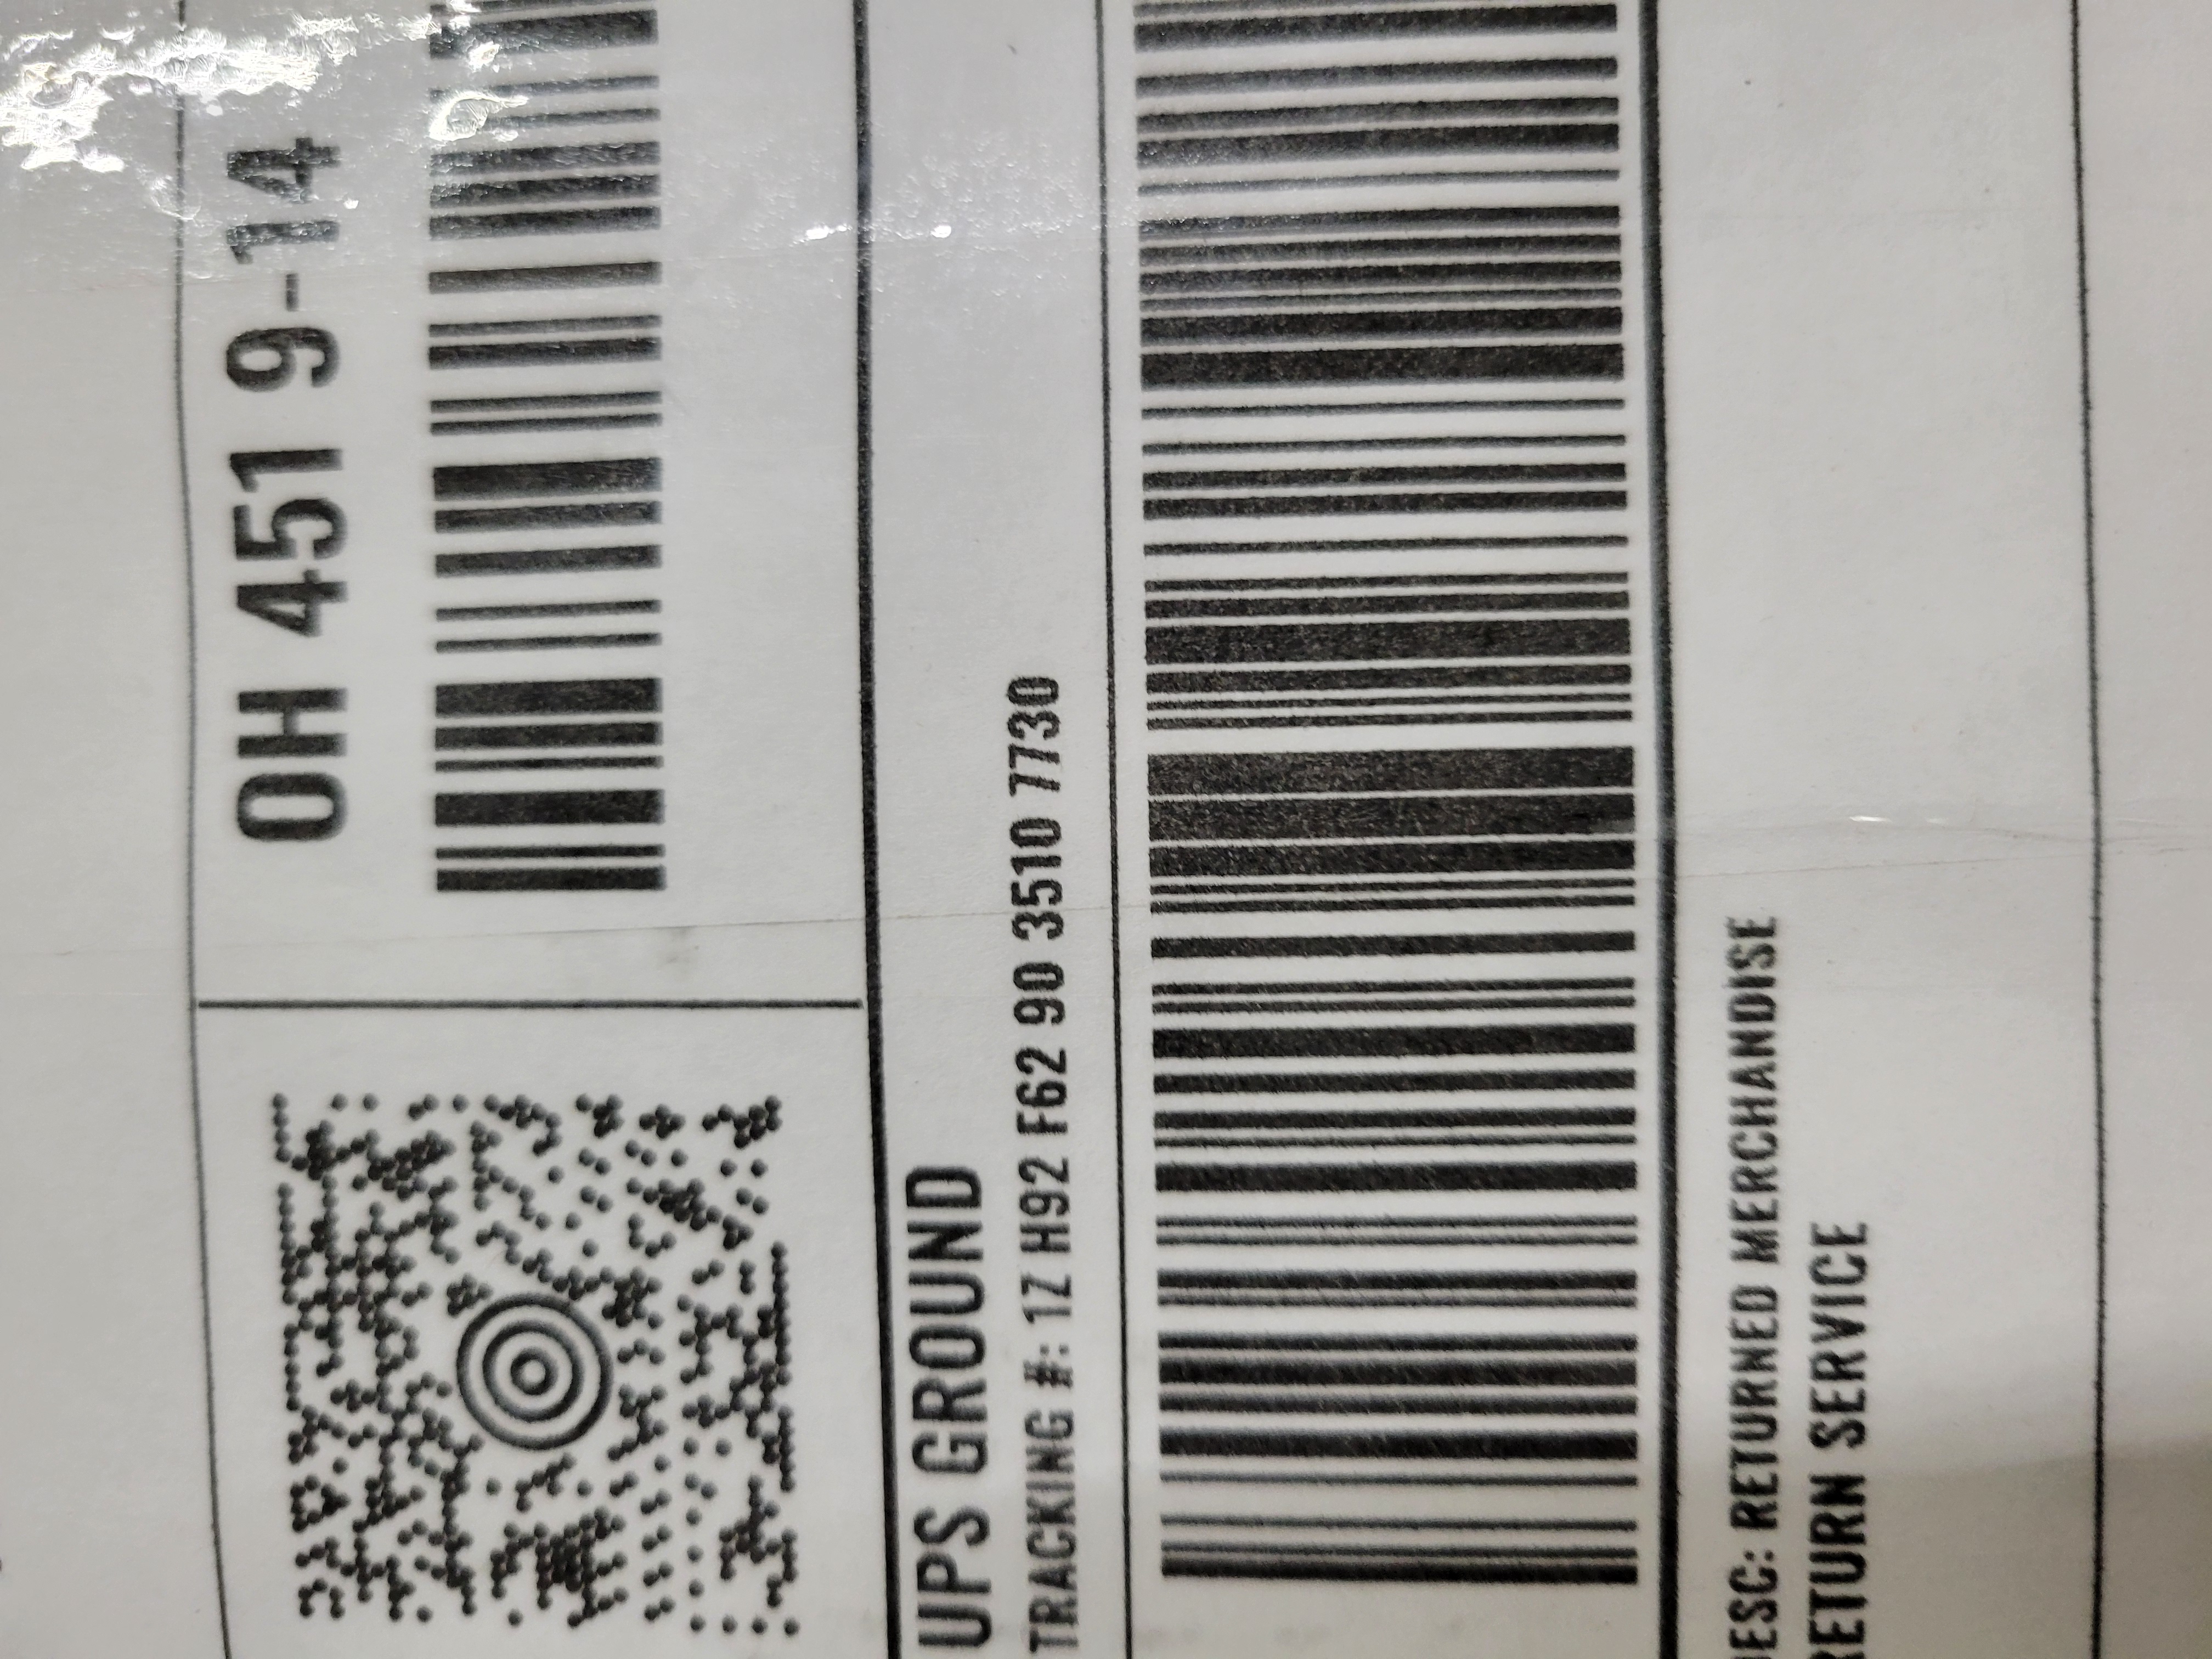 OH 451 9-14
UPS GROUND
TRACKING #: 1Z H92 F62 90 3510 7730
DESC: RETURNED MERCHANDISE
RETURN SERVICE